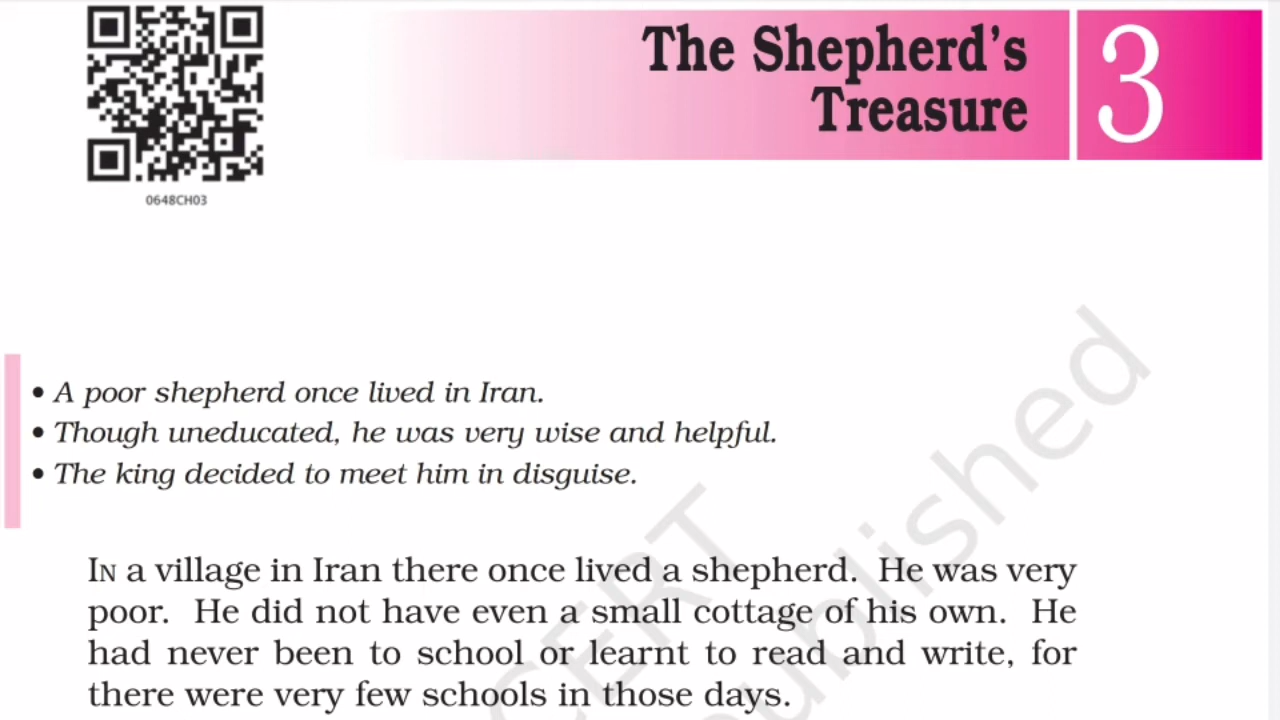 The Shepherd's
Treasure
3
0648CH03
• A poor shepherd once lived in Iran.
• Though uneducated, he was very wise and helpful.
• The king decided to meet him in disguise.
IN a village in Iran there once lived a shepherd. He was very
poor. He did not have even a small cottage of his own. He
had never been to school or learnt to read and write, for
there were very few schools in those days.